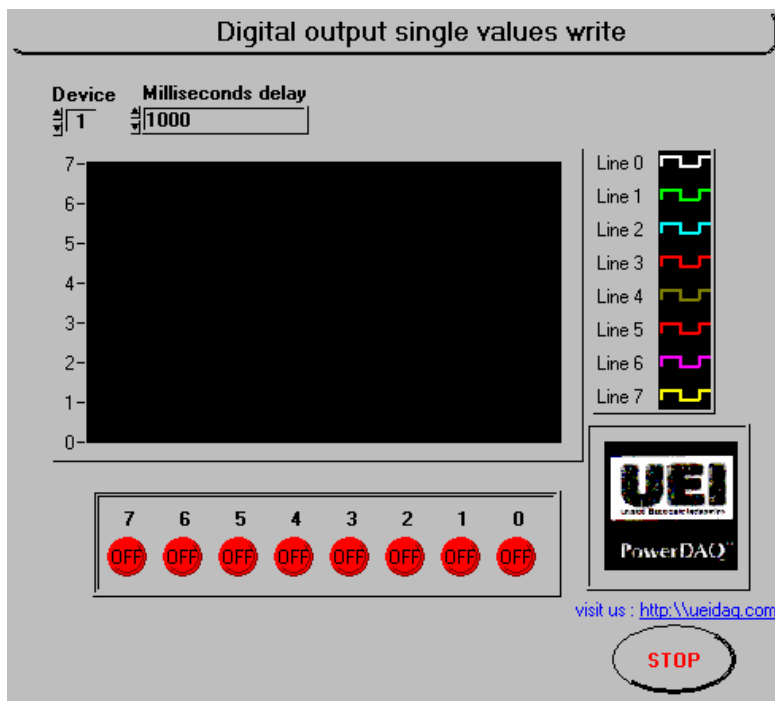 Digital output single values write
Device Milliseconds delay
1 1000
7
6
5
4
3
2
1
0
Line 0
Line 1
Line 2
Line 3
Line 4
Line 5
Line 6
Line 7
7 6 5 4 3 2 1 0
OFF OFF OFF OFF OFF OFF OFF OFF
UEI
PowerDAQ™
visit us : http:\\ueidaq.com
STOP